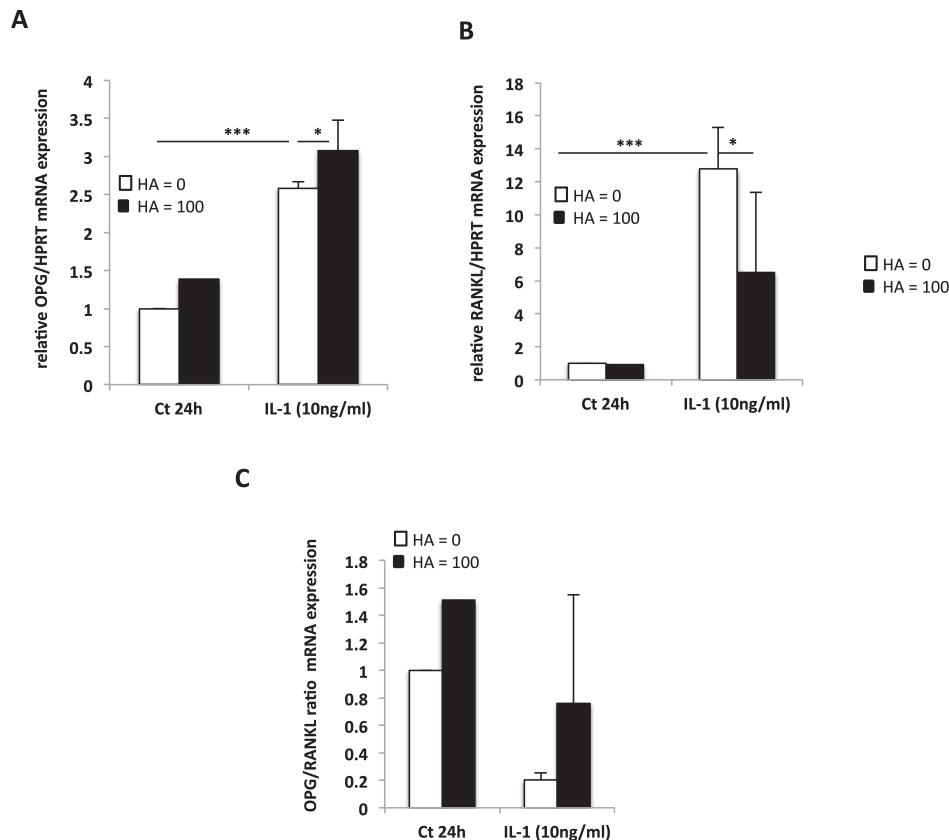 A
relative OPG/HPRT mRNA expression
4
3.5
3
2.5
2
1.5
1
0.5
0
***
*
HA = 0
HA = 100
Ct 24h
IL-1 (10ng/ml)
B
relative RANKL/HPRT mRNA expression
18
16
14
12
10
8
6
4
2
0
***
*
HA = 0
HA = 100
Ct 24h
IL-1 (10ng/ml)
HA = 0
HA = 100
C
OPG/RANKL ratio mRNA expression
HA = 0
HA = 100
1.8
1.6
1.4
1.2
1
0.8
0.6
0.4
0.2
0
Ct 24h
IL-1 (10ng/ml)